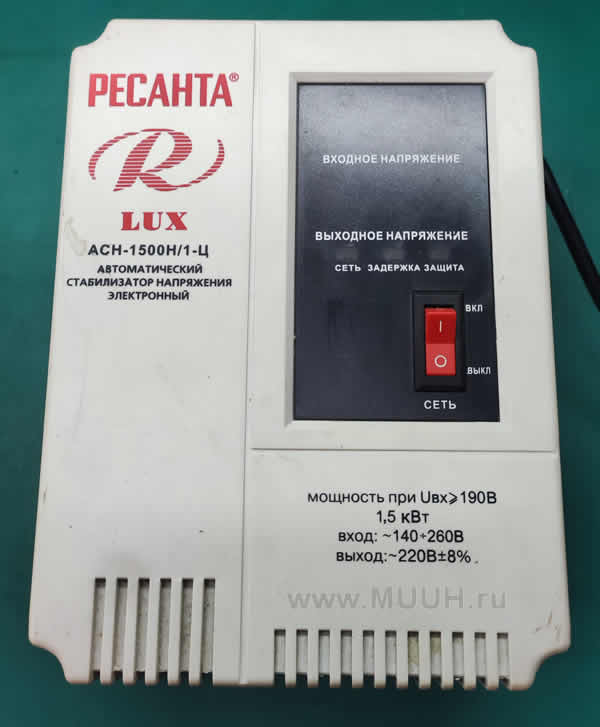 РЕСАНТА®
R
LUX
АСН-1500Н/1-Ц
АВТОМАТИЧЕСКИЙ
СТАБИЛИЗАТОР НАПРЯЖЕНИЯ
ЭЛЕКТРОННЫЙ
ВХОДНОЕ НАПРЯЖЕНИЕ
ВЫХОДНОЕ НАПРЯЖЕНИЕ
СЕТЬ ЗАДЕРЖКА ЗАЩИТА
ВКЛ
I
O
ВЫКЛ
СЕТЬ
мощность при Uвх≥190В
1,5 кВт
вход: ~140÷260В
выход:~220В±8%
www.MUUH.ru